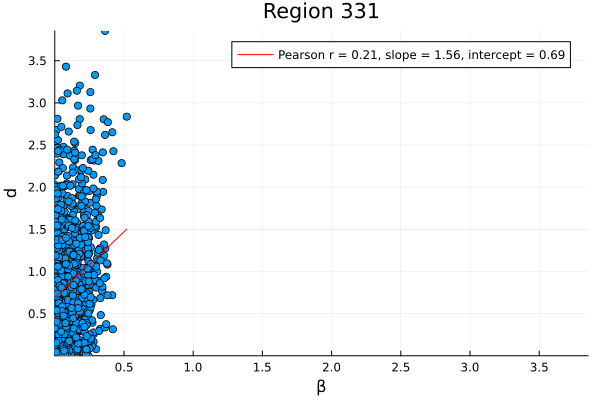 Region 331
Pearson r = 0.21, slope = 1.56, intercept = 0.69
d
3.5
3.0
2.5
2.0
1.5
1.0
0.5
0.5 1.0 1.5 2.0 2.5 3.0 3.5
β